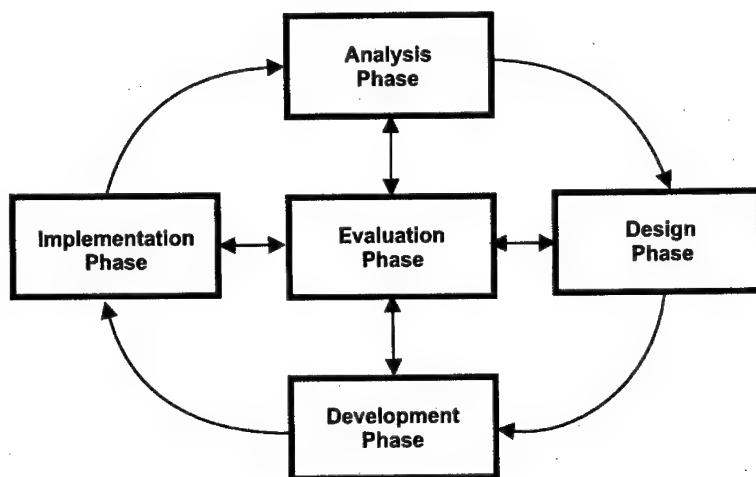 Analysis
Phase
Implementation
Phase
Evaluation
Phase
Design
Phase
Development
Phase